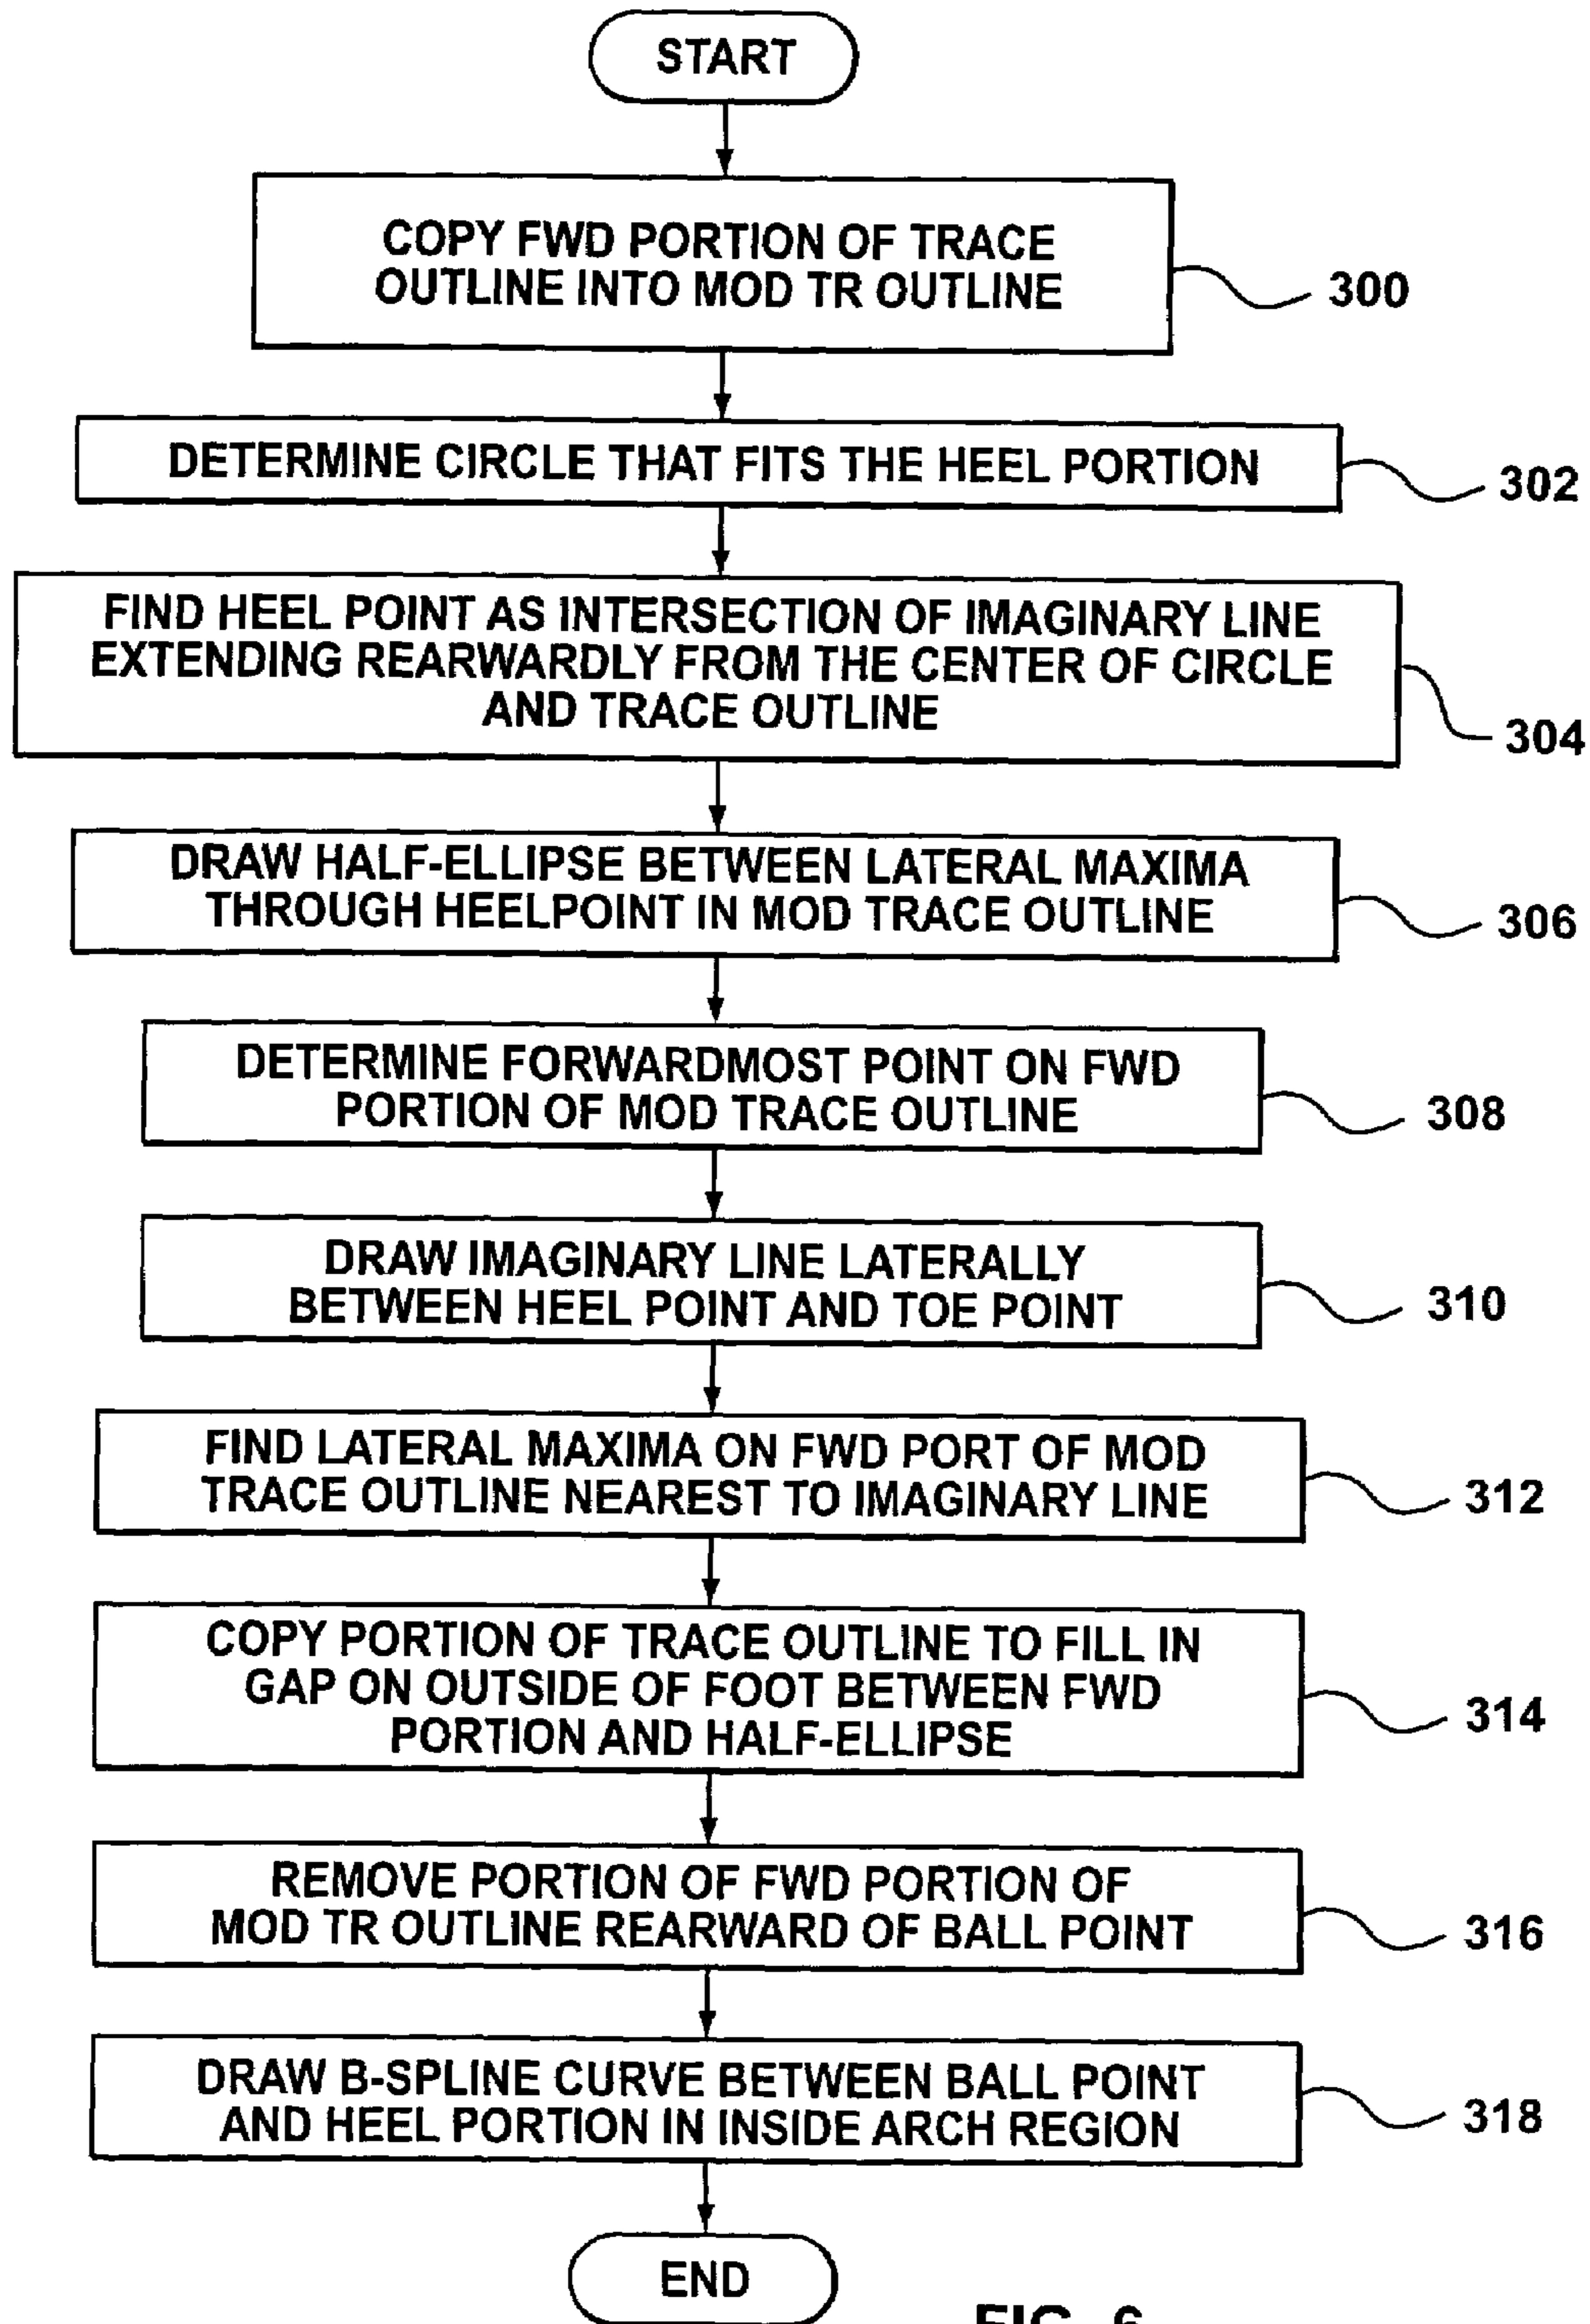 START
COPY FWD PORTION OF TRACE
OUTLINE INTO MOD TR OUTLINE
300
DETERMINE CIRCLE THAT FITS THE HEEL PORTION
302
FIND HEEL POINT AS INTERSECTION OF IMAGINARY LINE
EXTENDING REARWARDLY FROM THE CENTER OF CIRCLE
AND TRACE OUTLINE
304
DRAW HALF-ELLIPSE BETWEEN LATERAL MAXIMA
THROUGH HEELPOINT IN MOD TRACE OUTLINE
306
DETERMINE FORWARDMOST POINT ON FWD
PORTION OF MOD TRACE OUTLINE
308
DRAW IMAGINARY LINE LATERALLY
BETWEEN HEEL POINT AND TOE POINT
310
FIND LATERAL MAXIMA ON FWD PORT OF MOD
TRACE OUTLINE NEAREST TO IMAGINARY LINE
312
COPY PORTION OF TRACE OUTLINE TO FILL IN
GAP ON OUTSIDE OF FOOT BETWEEN FWD
PORTION AND HALF-ELLIPSE
314
REMOVE PORTION OF FWD PORTION OF
MOD TR OUTLINE REARWARD OF BALL POINT
316
DRAW B-SPLINE CURVE BETWEEN BALL POINT
AND HEEL PORTION IN INSIDE ARCH REGION
318
END
FIG. 6